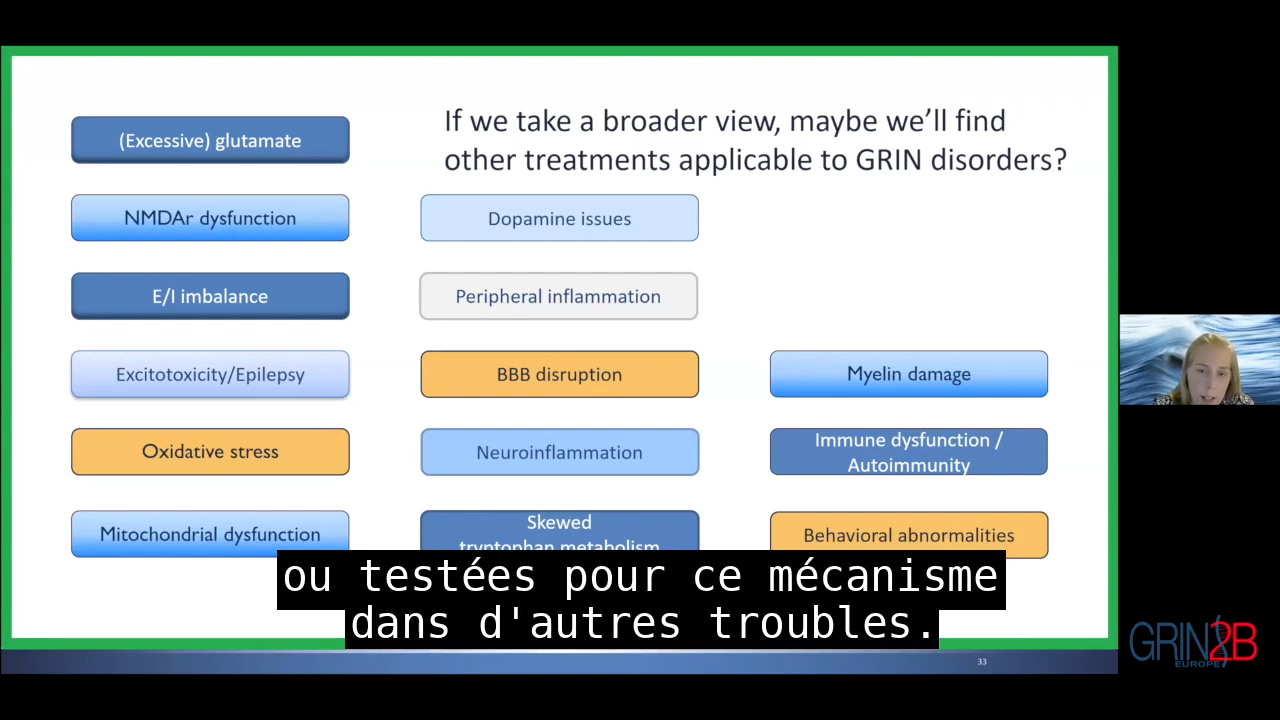 If we take a broader view, maybe we'll find
other treatments applicable to GRIN disorders?
(Excessive) glutamate
NMDAr dysfunction
E/I imbalance
Excitotoxicity/Epilepsy
Oxidative stress
Mitochondrial dysfunction
Dopamine issues
Peripheral inflammation
BBB disruption
Neuroinflammation
Skewed
tryptophan metabolism
Myelin damage
Immune dysfunction /
Autoimmunity
Behavioral abnormalities
ou testées pour ce mécanisme
dans d'autres troubles.
33
GRIN2B
EUROPE